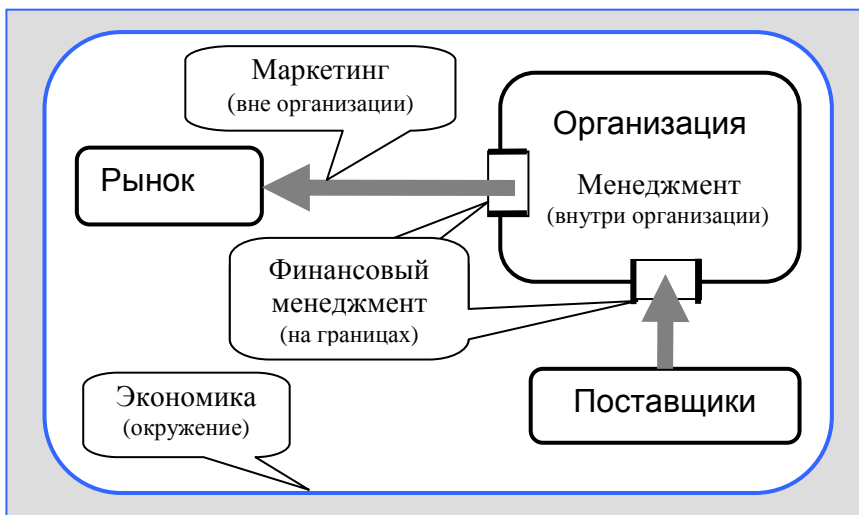 Маркетинг
(вне организации)
Организация
Рынок
Менеджмент
(внутри организации)
Финансовый
менеджмент
(на границах)
Экономика
(окружение)
Поставщики